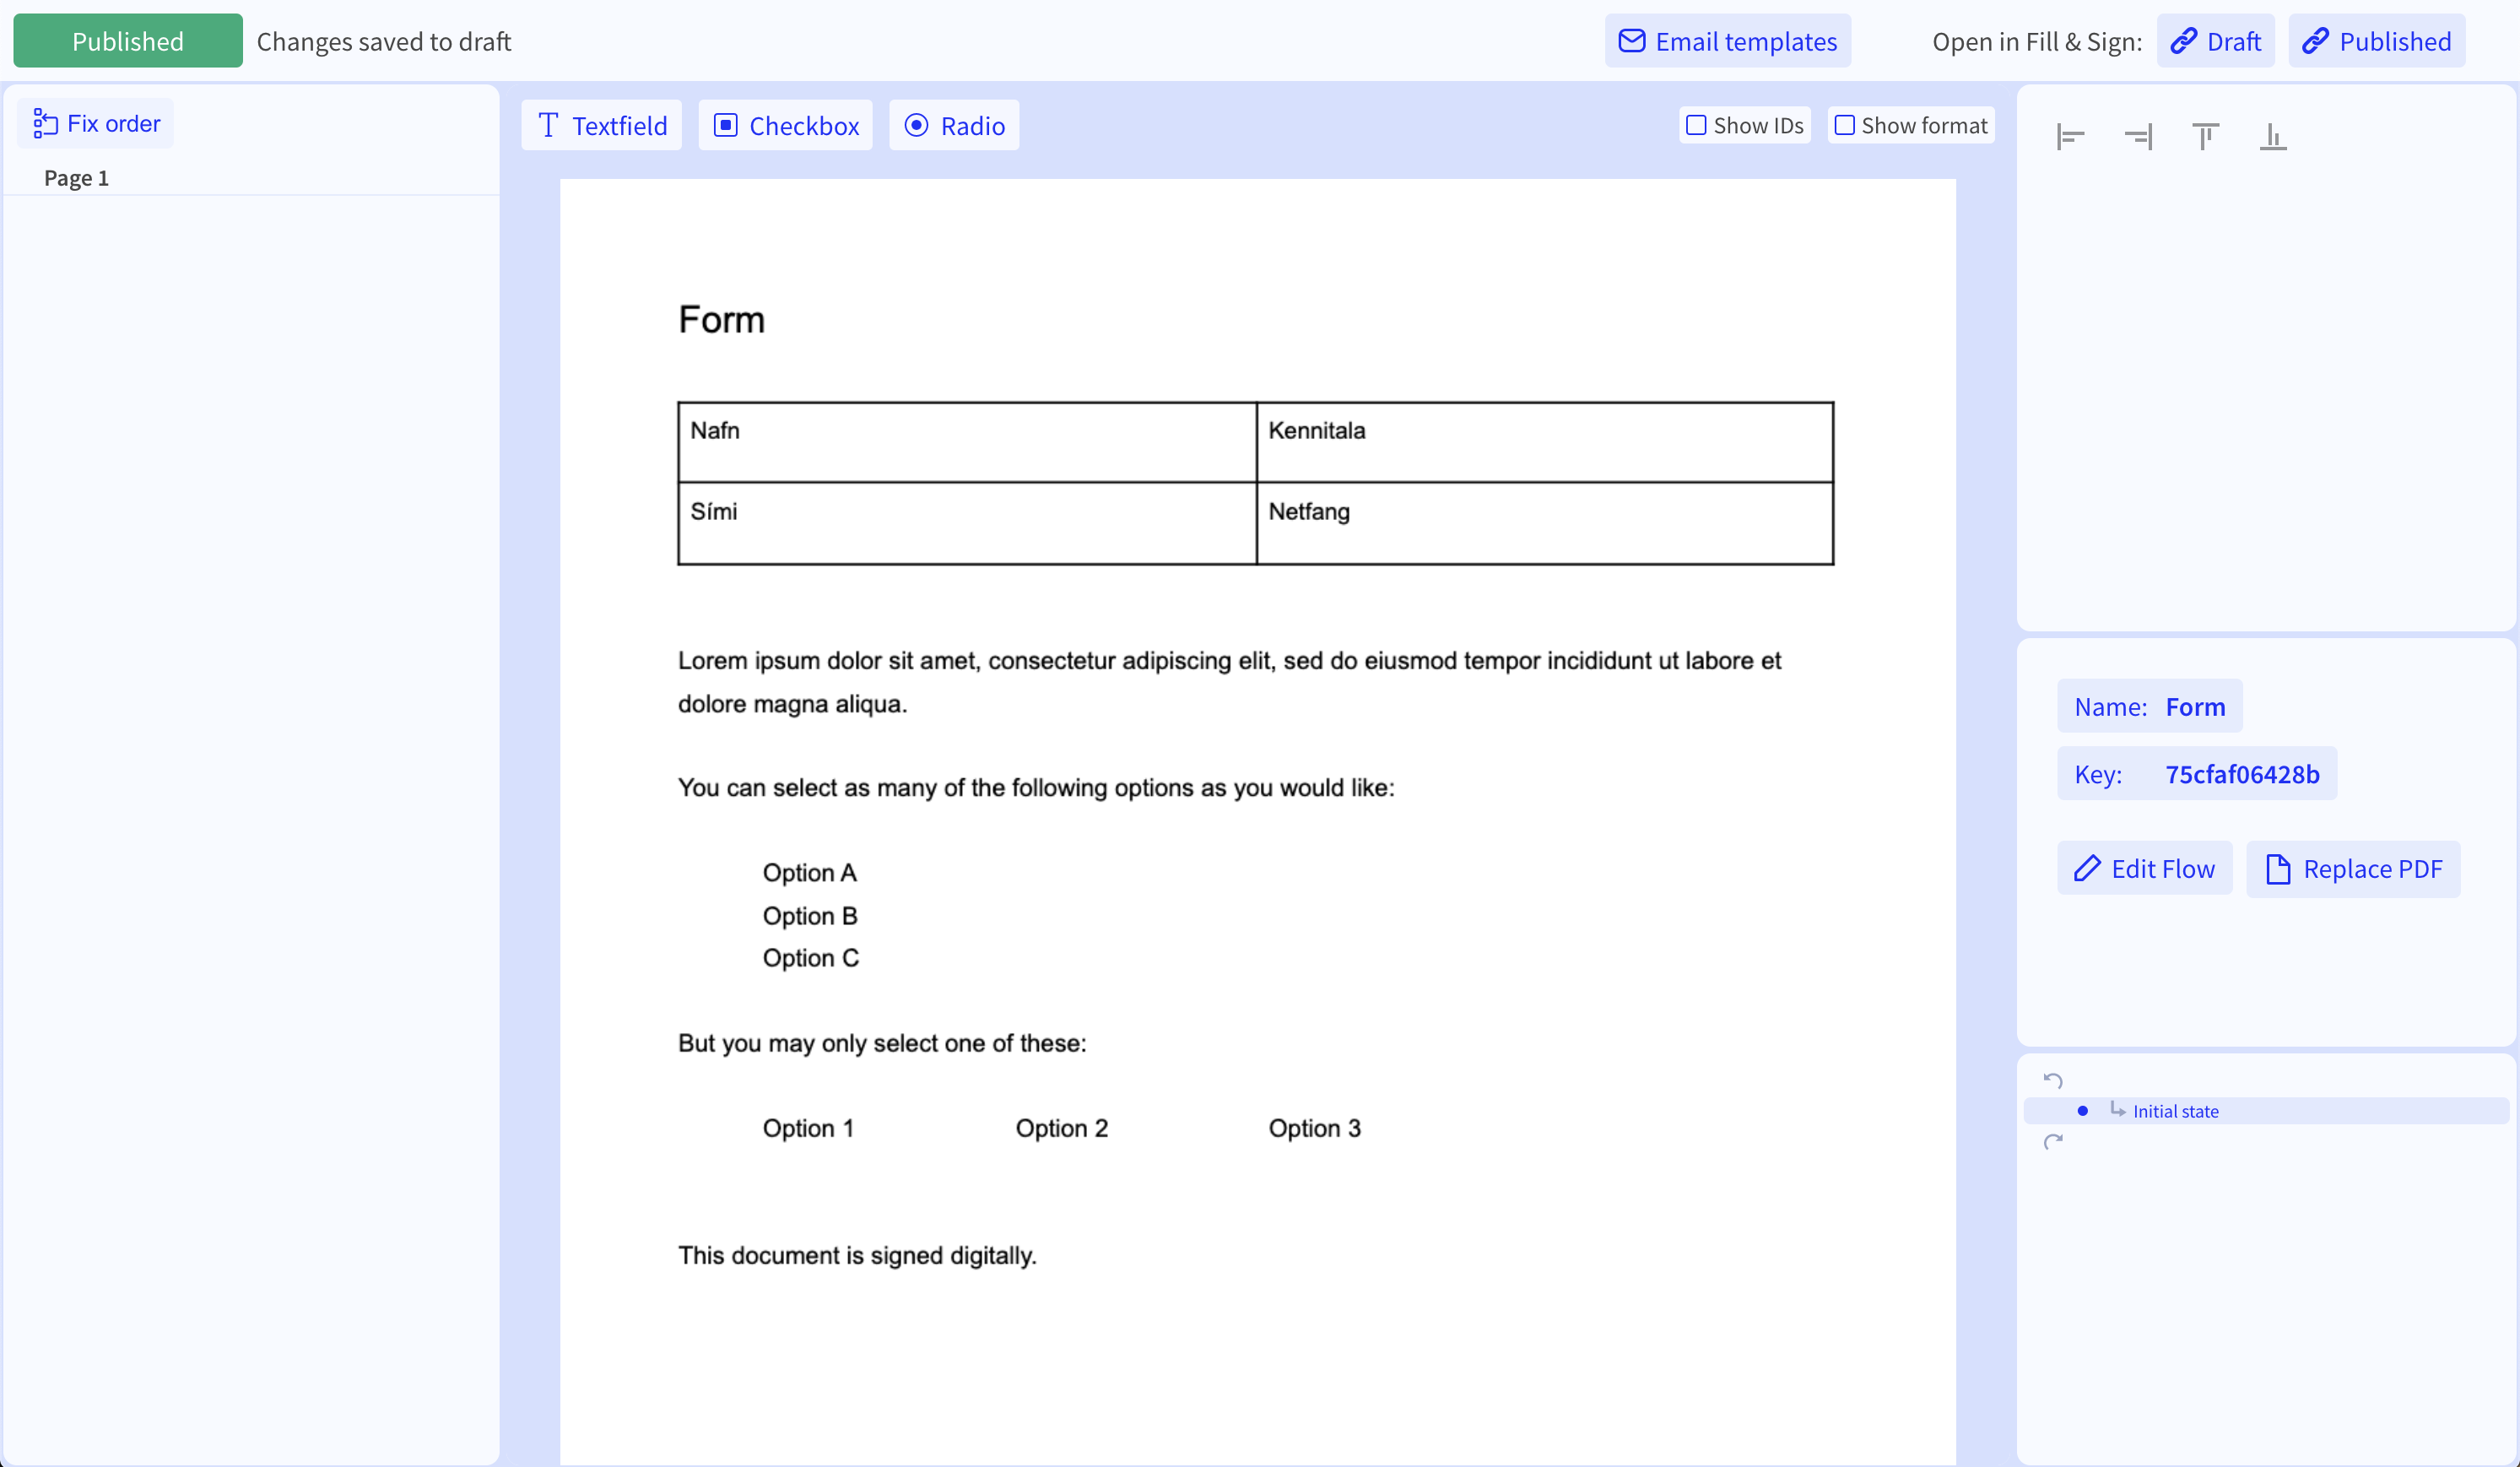 Published
Changes saved to draft
Email templates
Open in Fill & Sign:
Draft
Published
Fix order
Page 1
Textfield
Checkbox
Radio
Show IDs
Show format
Form
Nafn
Kennitala
Sími
Netfang
Lorem ipsum dolor sit amet, consectetur adipiscing elit, sed do eiusmod tempor incididunt ut labore et
dolore magna aliqua.
You can select as many of the following options as you would like:
Option A
Option B
Option C
But you may only select one of these:
Option 1
Option 2
Option 3
This document is signed digitally.
Name: Form
Key: 75cfaf06428b
Edit Flow
Replace PDF
Initial state